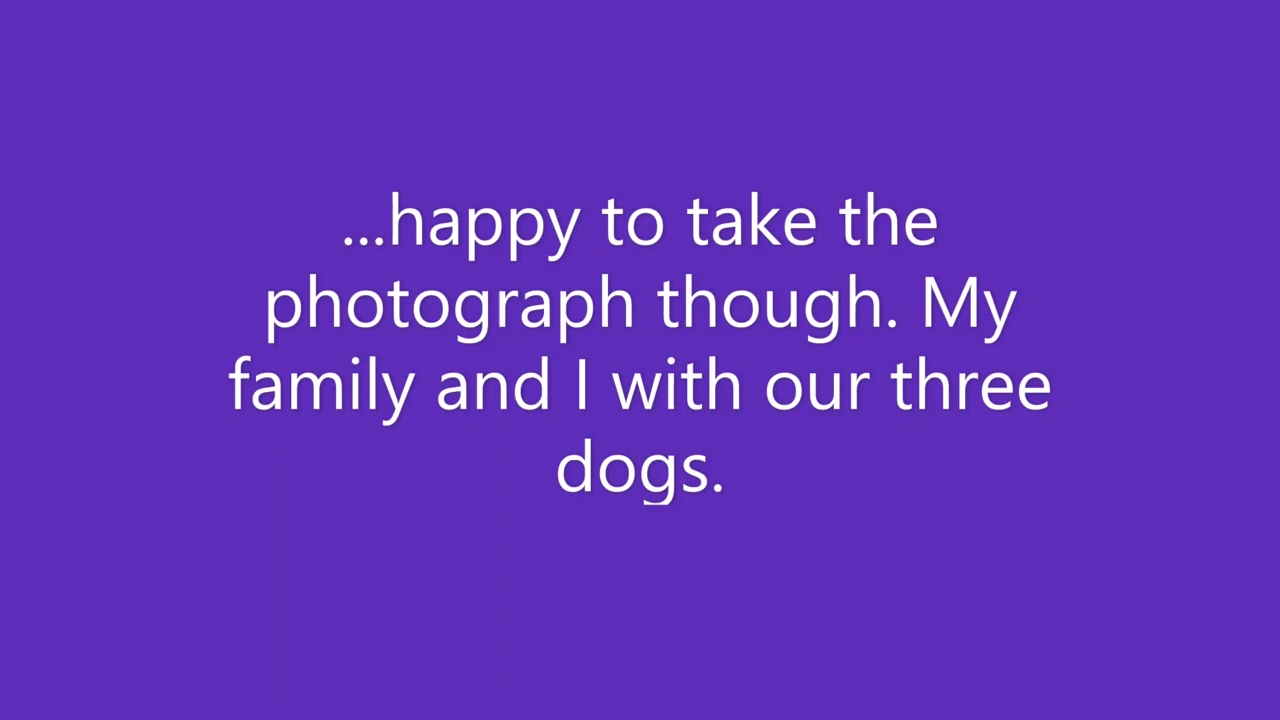 ...happy to take the
photograph though. My
family and I with our three
dogs.